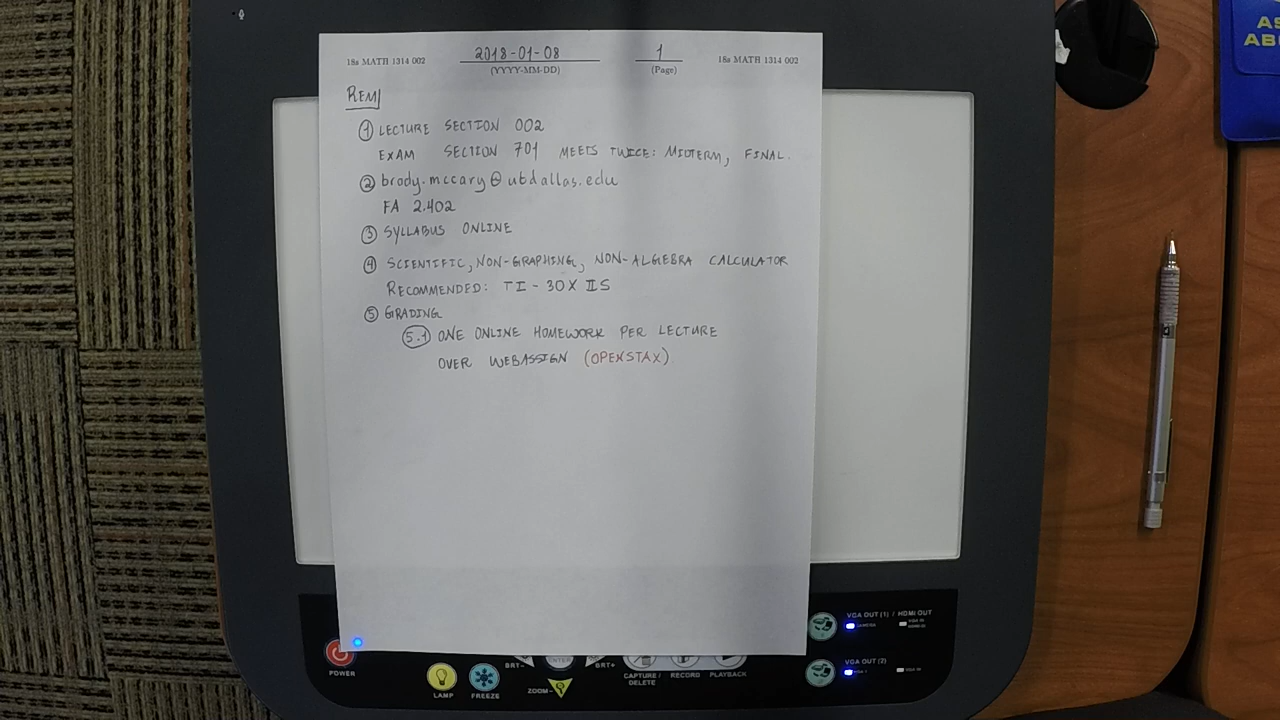 18s MATH 1314 002
2018-01-08
(YYYY-MM-DD)
1
(Page)
18s MATH 1314 002
REM
1 LECTURE SECTION 002
EXAM SECTION 701 MEETS TWICE: MIDTERM, FINAL.
2 brody.mccary@utdallas.edu
FA 2.402
3 SYLLABUS ONLINE
4 SCIENTIFIC, NON-GRAPHING, NON-ALGEBRA CALCULATOR
RECOMMENDED: TI-30X IIS
5 GRADING
5.1 ONE ONLINE HOMEWORK PER LECTURE
OVER WEBASSIGN (OPENSTAX).
POWER
LAMP
FREEZE
BRT-
ENTER
BRT+
ZOOM-
CAPTURE / DELETE
RECORD
PLAYBACK
VGA OUT (1) / HDMI OUT
CAMERA
VGA OUT (2)